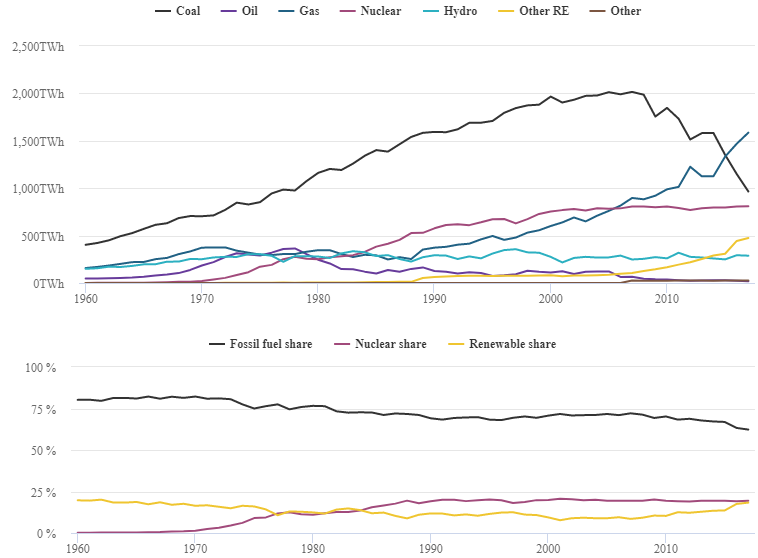 Coal Oil Gas Nuclear Hydro Other RE Other
2,500TWh
2,000TWh
1,500TWh
1,000TWh
500TWh
0TWh
1960 1970 1980 1990 2000 2010
Fossil fuel share Nuclear share Renewable share
100 %
75 %
50 %
25 %
0 %
1960 1970 1980 1990 2000 2010